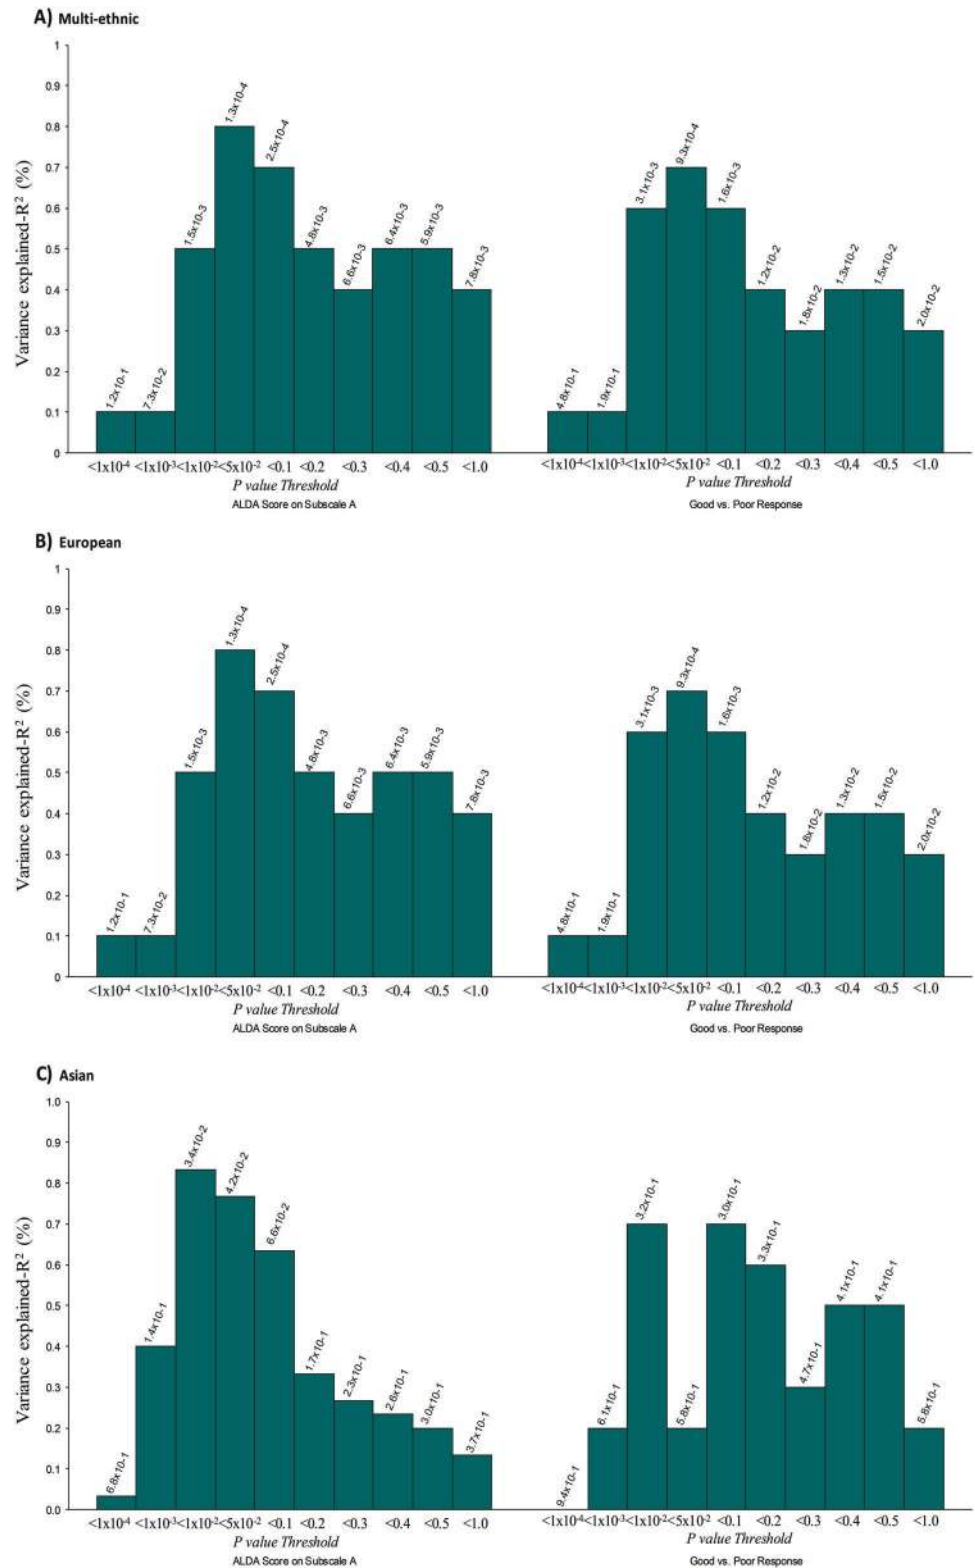 A) Multi-ethnic
Variance explained-R² (%)
1
0.9
0.8
0.7
0.6
0.5
0.4
0.3
0.2
0.1
0
1.2x10-1
7.3x10-2
1.5x10-3
1.3x10-4
2.5x10-4
4.8x10-3
6.6x10-3
6.4x10-3
5.9x10-3
7.8x10-3
4.8x10-1
1.9x10-1
3.1x10-3
9.3x10-4
1.6x10-3
1.2x10-2
1.8x10-2
1.3x10-2
1.5x10-2
2.0x10-2
<1x10-4 <1x10-3 <1x10-2 <5x10-2 <0.1 <0.2 <0.3 <0.4 <0.5 <1.0 <1x10-4 <1x10-3 <1x10-2 <5x10-2 <0.1 <0.2 <0.3 <0.4 <0.5 <1.0
P value Threshold P value Threshold
ALDA Score on Subscale A Good vs. Poor Response
B) European
Variance explained-R² (%)
1
0.9
0.8
0.7
0.6
0.5
0.4
0.3
0.2
0.1
0
1.2x10-1
7.3x10-2
1.5x10-3
1.3x10-4
2.5x10-4
4.8x10-3
6.6x10-3
6.4x10-3
5.9x10-3
7.8x10-3
4.8x10-1
1.9x10-1
3.1x10-3
9.3x10-4
1.6x10-3
1.2x10-2
1.8x10-2
1.3x10-2
1.5x10-2
2.0x10-2
<1x10-4 <1x10-3 <1x10-2 <5x10-2 <0.1 <0.2 <0.3 <0.4 <0.5 <1.0 <1x10-4 <1x10-3 <1x10-2 <5x10-2 <0.1 <0.2 <0.3 <0.4 <0.5 <1.0
P value Threshold P value Threshold
ALDA Score on Subscale A Good vs. Poor Response
C) Asian
Variance explained-R² (%)
1.0
0.9
0.8
0.7
0.6
0.5
0.4
0.3
0.2
0.1
0.0
6.8x10-1
1.4x10-1
3.4x10-2
4.2x10-2
6.6x10-2
1.7x10-1
2.3x10-1
2.6x10-1
3.0x10-1
3.7x10-1
9.4x10-1
6.1x10-1
3.2x10-1
5.8x10-1
3.0x10-1
3.3x10-1
4.7x10-1
4.1x10-1
4.1x10-1
5.8x10-1
<1x10-4 <1x10-3 <1x10-2 <5x10-2 <0.1 <0.2 <0.3 <0.4 <0.5 <1.0 <1x10-4 <1x10-3 <1x10-2 <5x10-2 <0.1 <0.2 <0.3 <0.4 <0.5 <1.0
P value Threshold P value Threshold
ALDA Score on Subscale A Good vs. Poor Response